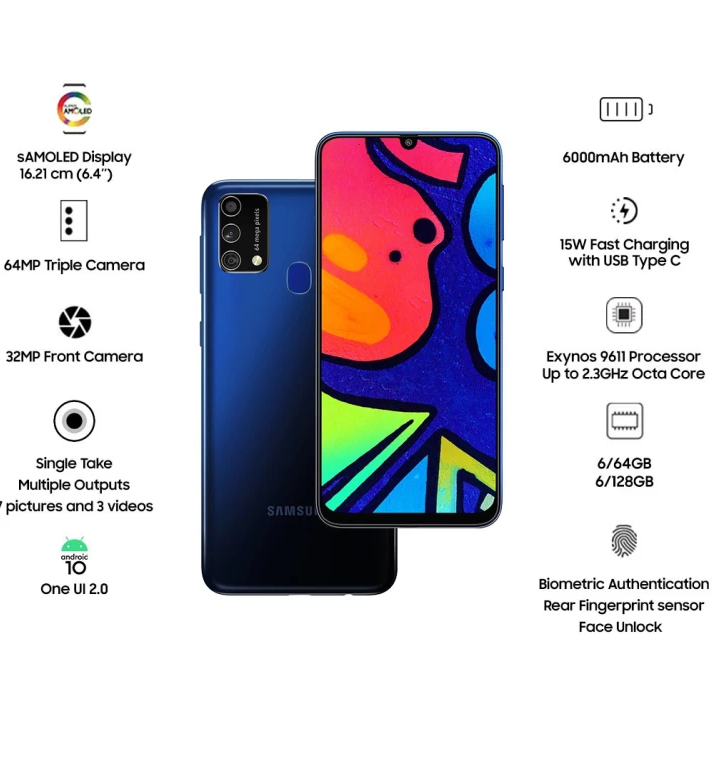 SUPER
AMOLED
sAMOLED Display
16.21 cm (6.4″)
64MP Triple Camera
32MP Front Camera
Single Take
Multiple Outputs
7 pictures and 3 videos
android
10
One UI 2.0
64 mega pixels
SAMSU
6000mAh Battery
15W Fast Charging
with USB Type C
Exynos 9611 Processor
Up to 2.3GHz Octa Core
6/64GB
6/128GB
Biometric Authentication
Rear Fingerprint sensor
Face Unlock